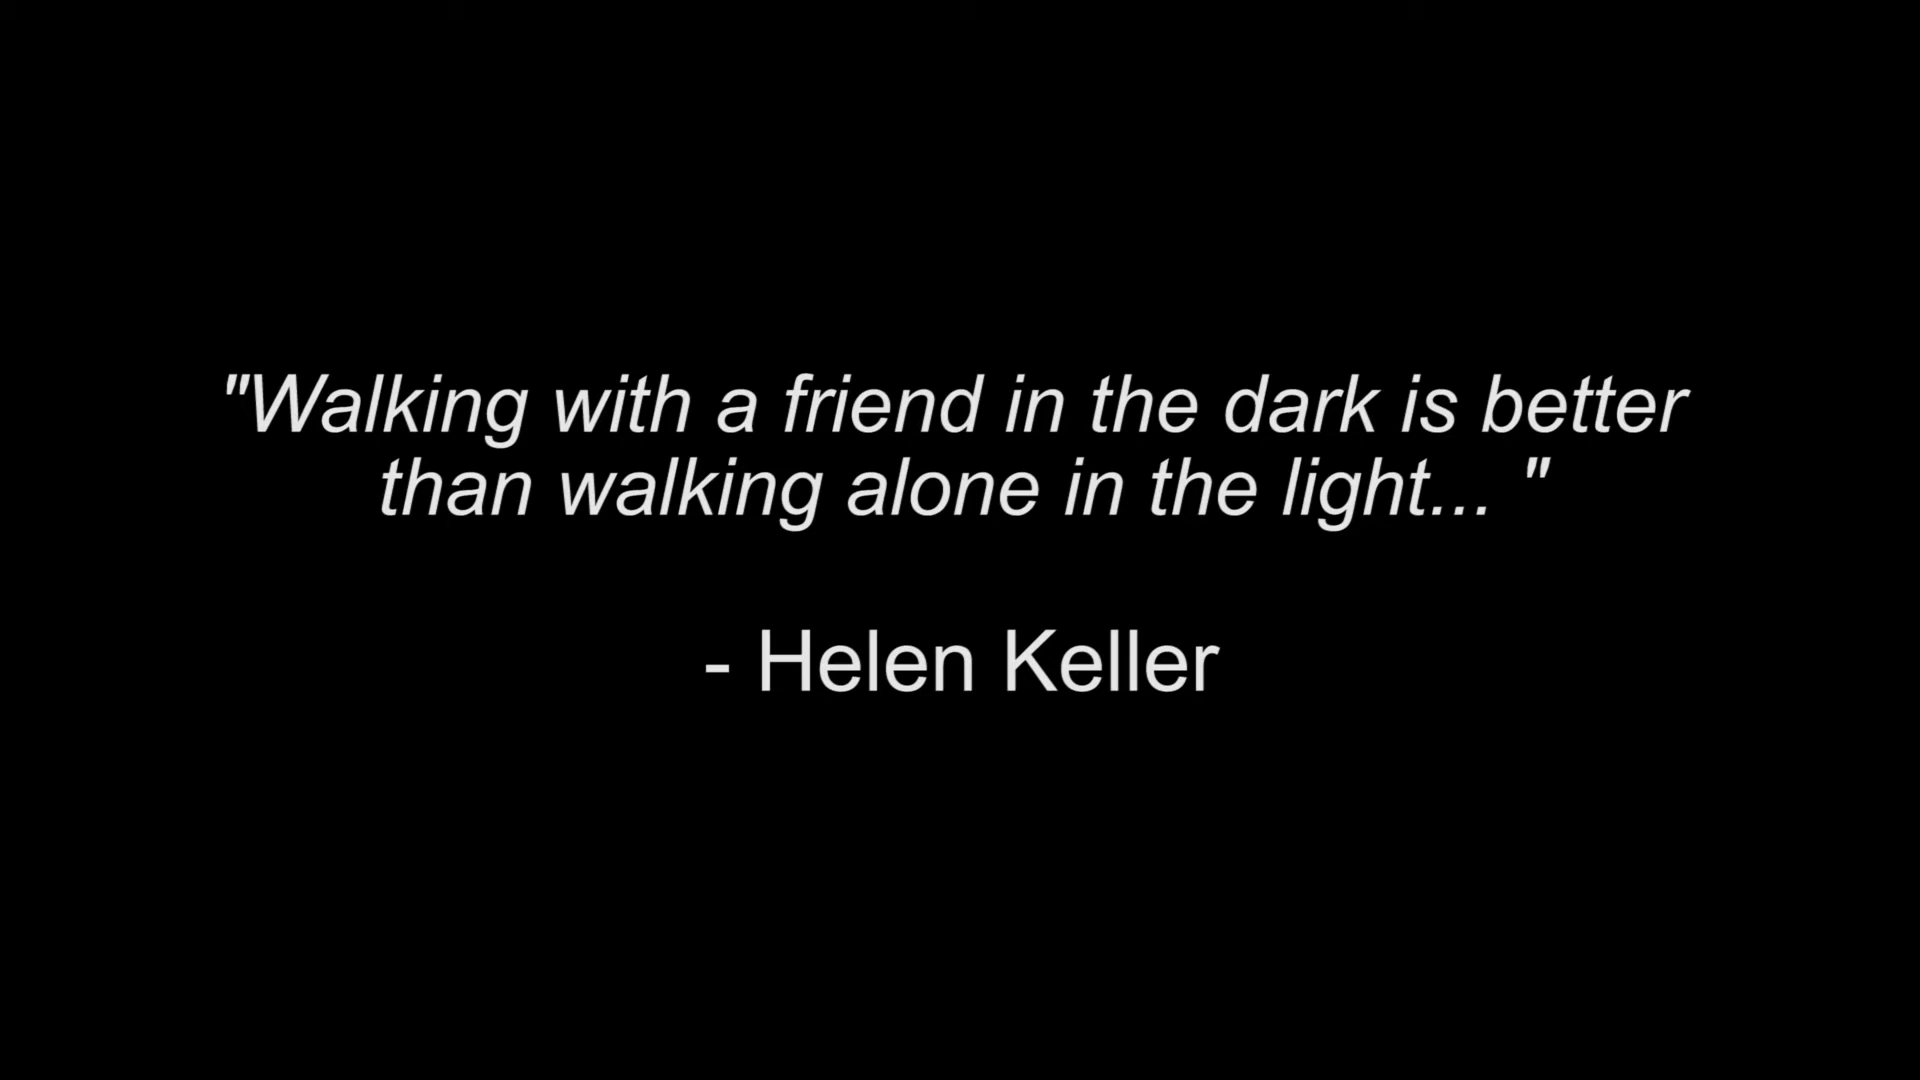 "Walking with a friend in the dark is better
than walking alone in the light... "
- Helen Keller